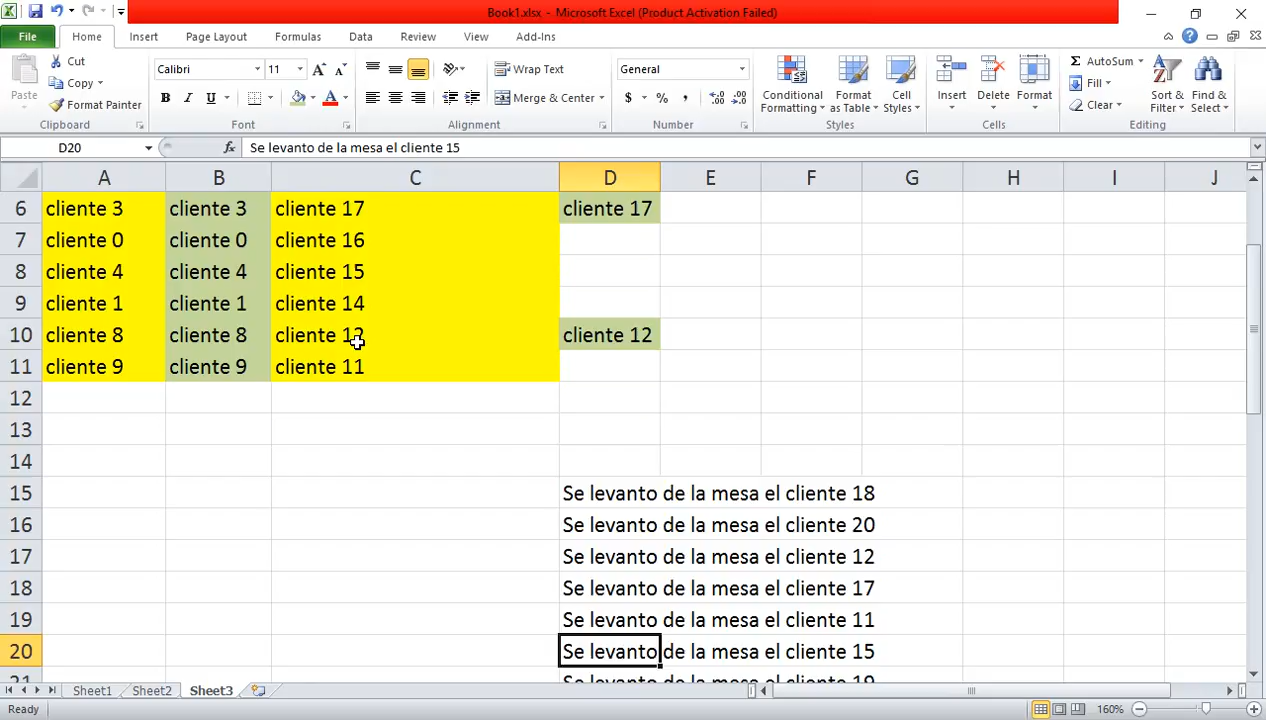 Book1.xlsx - Microsoft Excel (Product Activation Failed)
File Home Insert Page Layout Formulas Data Review View Add-Ins
Cut Calibri 11 Wrap Text General AutoSum
Copy Fill
Paste Format Painter Merge & Center Conditional Formatting Format as Table Cell Styles Insert Delete Format Clear Sort & Filter Find & Select
Clipboard Font Alignment Number Styles Cells Editing
D20 fx Se levanto de la mesa el cliente 15
A B C D E F G H I J
6 cliente 3 cliente 3 cliente 17 cliente 17
7 cliente 0 cliente 0 cliente 16
8 cliente 4 cliente 4 cliente 15
9 cliente 1 cliente 1 cliente 14
10 cliente 8 cliente 8 cliente 12 cliente 12
11 cliente 9 cliente 9 cliente 11
12
13
14
15 Se levanto de la mesa el cliente 18
16 Se levanto de la mesa el cliente 20
17 Se levanto de la mesa el cliente 12
18 Se levanto de la mesa el cliente 17
19 Se levanto de la mesa el cliente 11
20 Se levanto de la mesa el cliente 15
21 Se levanto de la mesa el cliente 19
Sheet1 Sheet2 Sheet3
Ready 160%